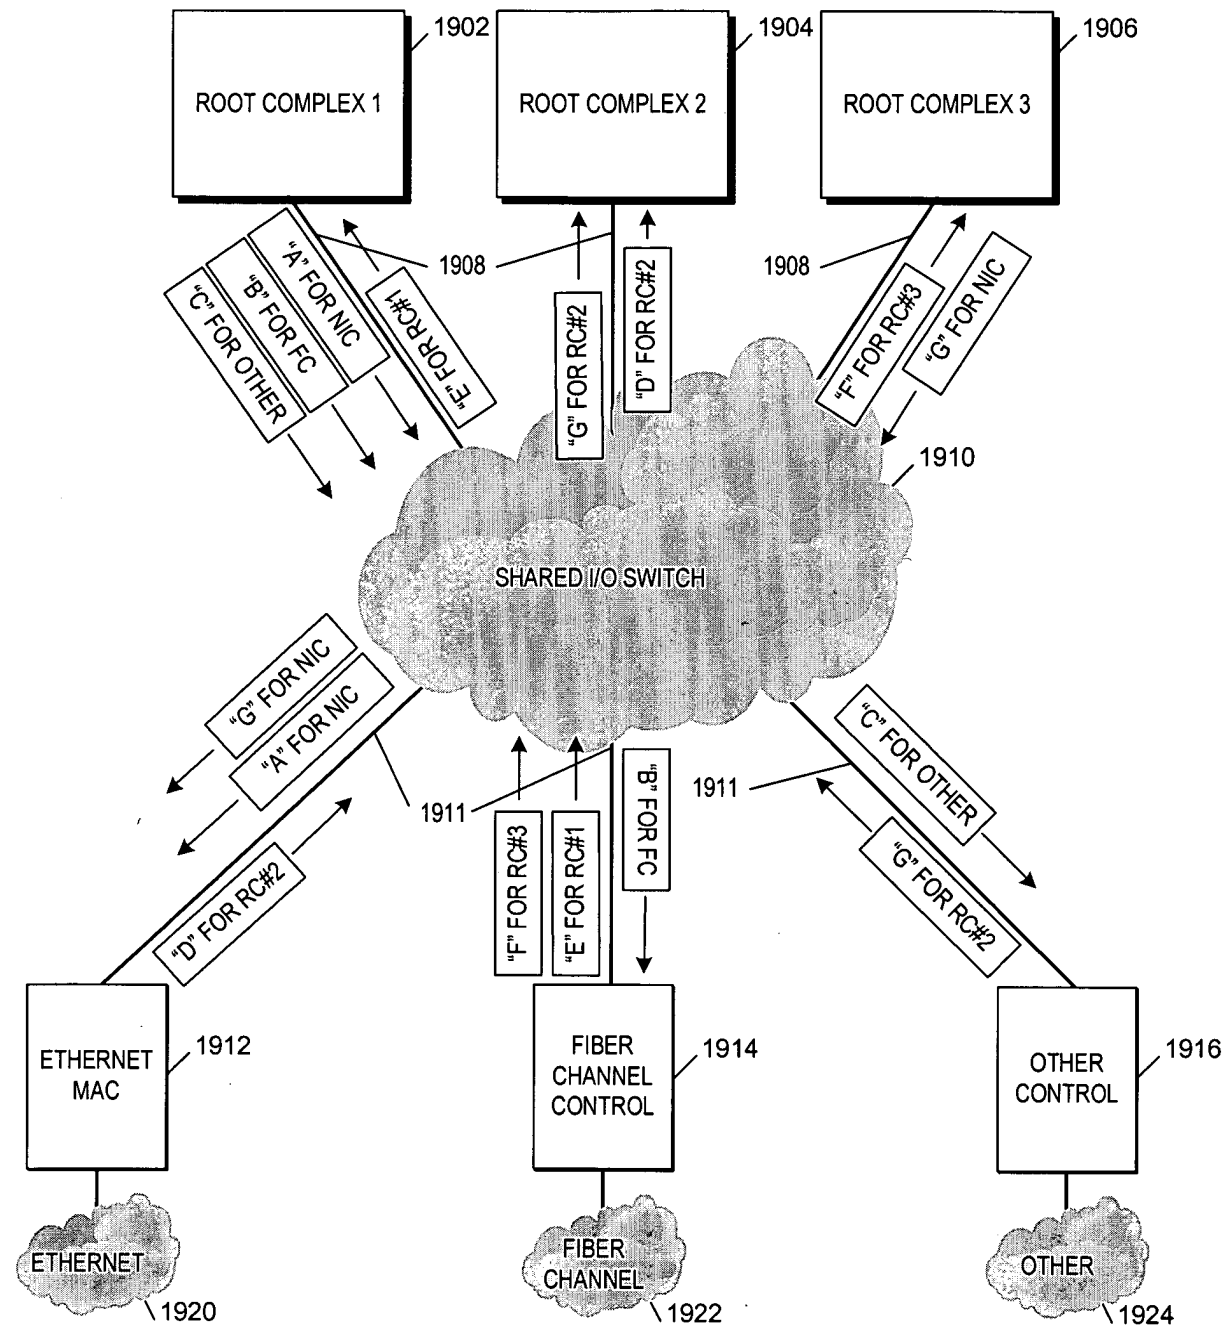 1902
1904
1906
ROOT COMPLEX 1
ROOT COMPLEX 2
ROOT COMPLEX 3
"C" FOR OTHER
"B" FOR FC
"A" FOR NIC
"E" FOR RC#1
1908
"G" FOR RC#2
"D" FOR RC#2
1908
"F" FOR RC#3
"G" FOR NIC
1910
SHARED I/O SWITCH
"G" FOR NIC
"A" FOR NIC
"D" FOR RC#2
1911
"F" FOR RC#3
"E" FOR RC#1
"B" FOR FC
1911
"C" FOR OTHER
"G" FOR RC#2
ETHERNET
MAC
1912
FIBER
CHANNEL
CONTROL
1914
OTHER
CONTROL
1916
ETHERNET
1920
FIBER
CHANNEL
1922
OTHER
1924